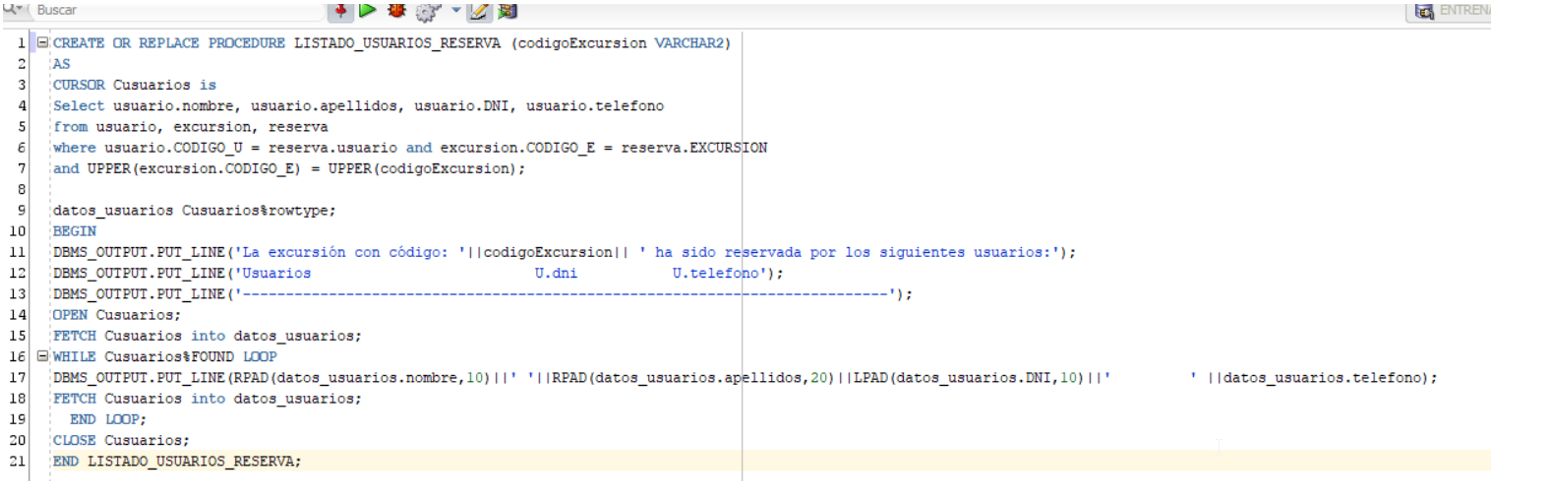 Buscar
ENTREN
1 CREATE OR REPLACE PROCEDURE LISTADO_USUARIOS_RESERVA (codigoExcursion VARCHAR2)
2 AS
3 CURSOR Cusuarios is
4 Select usuario.nombre, usuario.apellidos, usuario.DNI, usuario.telefono
5 from usuario, excursion, reserva
6 where usuario.CODIGO_U = reserva.usuario and excursion.CODIGO_E = reserva.EXCURSION
7 and UPPER(excursion.CODIGO_E) = UPPER(codigoExcursion);
8
9 datos_usuarios Cusuarios%rowtype;
10 BEGIN
11 DBMS_OUTPUT.PUT_LINE('La excursión con código: '||codigoExcursion|| ' ha sido reservada por los siguientes usuarios:');
12 DBMS_OUTPUT.PUT_LINE('Usuarios                          U.dni           U.telefono');
13 DBMS_OUTPUT.PUT_LINE('---------------------------------------------------------------------------');
14 OPEN Cusuarios;
15 FETCH Cusuarios into datos_usuarios;
16 WHILE Cusuarios%FOUND LOOP
17 DBMS_OUTPUT.PUT_LINE(RPAD(datos_usuarios.nombre,10)||' '||RPAD(datos_usuarios.apellidos,20)||LPAD(datos_usuarios.DNI,10)||'         ' ||datos_usuarios.telefono);
18 FETCH Cusuarios into datos_usuarios;
19 END LOOP;
20 CLOSE Cusuarios;
21 END LISTADO_USUARIOS_RESERVA;